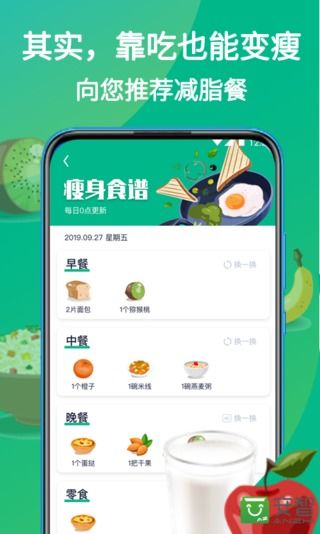 其实，靠吃也能变瘦
向您推荐减脂餐
瘦身食谱
每日0点更新
2019.09.27 星期五
早餐
换一换
2片面包
1个猕猴桃
中餐
换一换
1个橙子
1碗米线
1碗燕麦粥
晚餐
换一换
1个蛋挞
1把干果
零食
安智
ANZHI